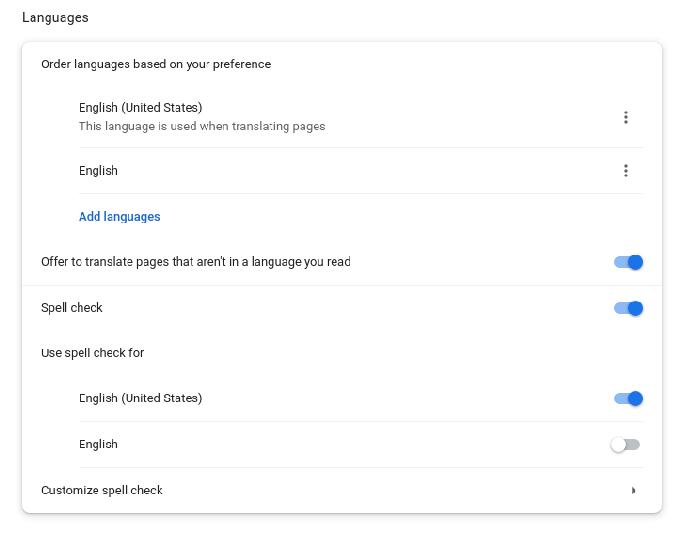 Languages
Order languages based on your preference
English (United States)
This language is used when translating pages
English
Add languages
Offer to translate pages that aren't in a language you read
Spell check
Use spell check for
English (United States)
English
Customize spell check